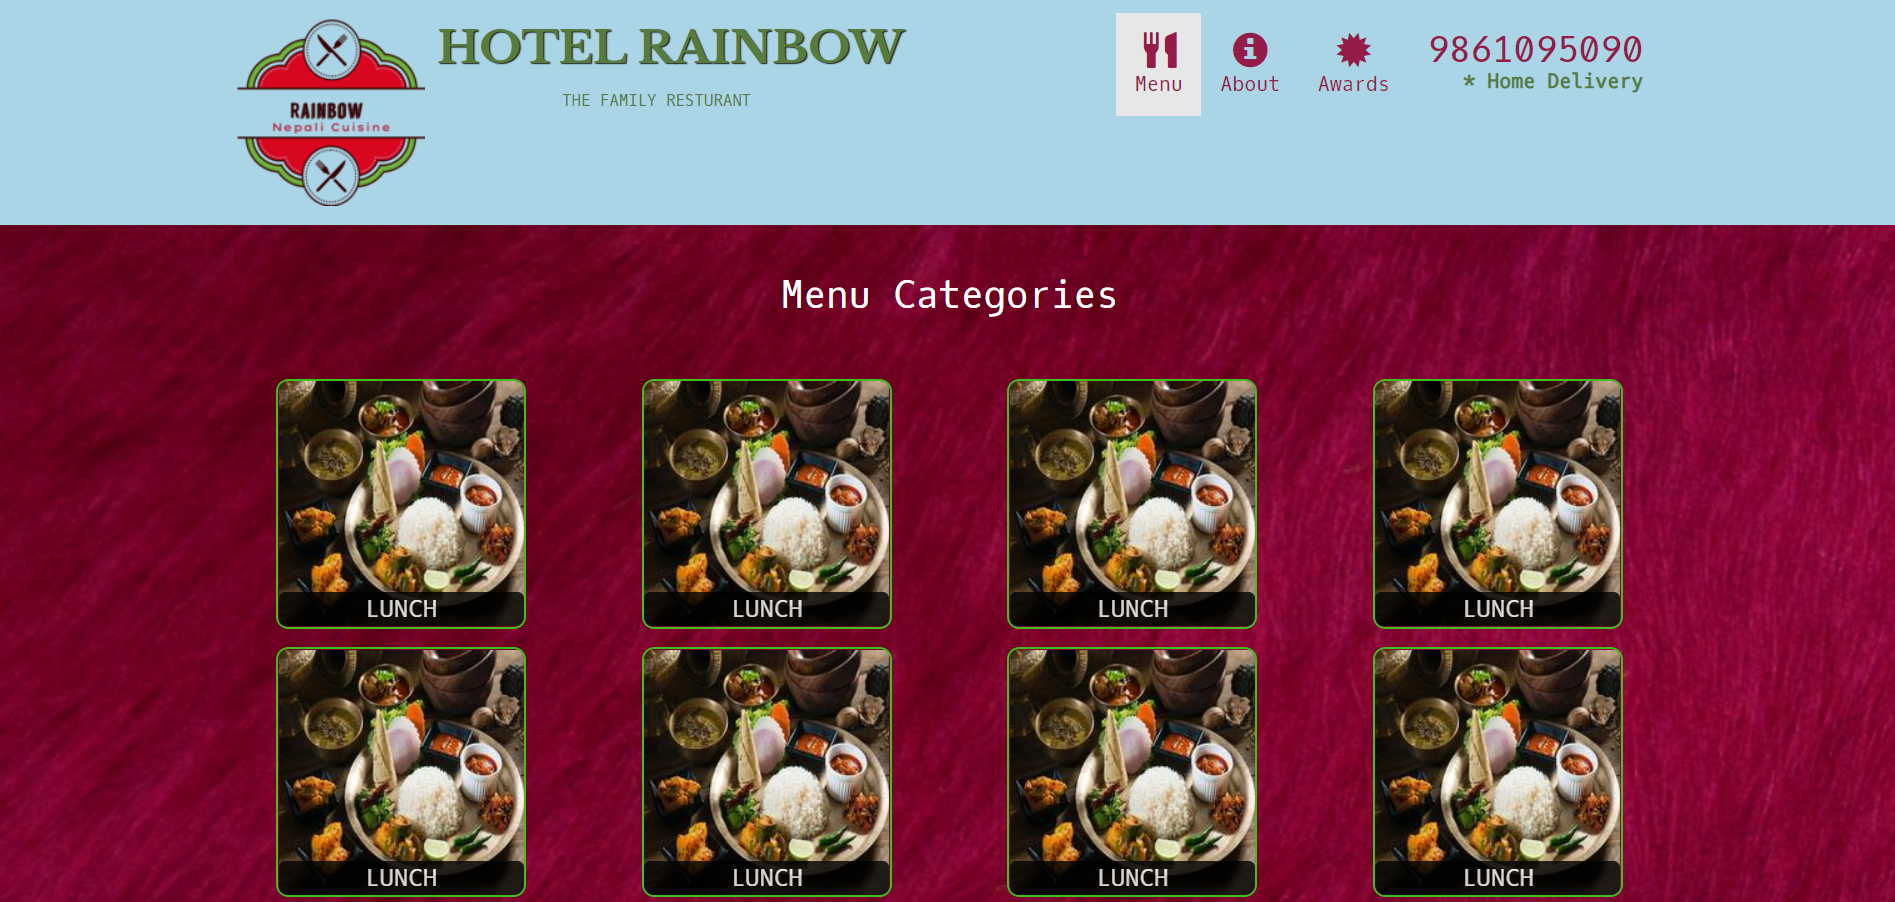 RAINBOW
Nepali Cuisine
HOTEL RAINBOW
THE FAMILY RESTURANT
Menu
About
Awards
9861095090
* Home Delivery
Menu Categories
LUNCH
LUNCH
LUNCH
LUNCH
LUNCH
LUNCH
LUNCH
LUNCH